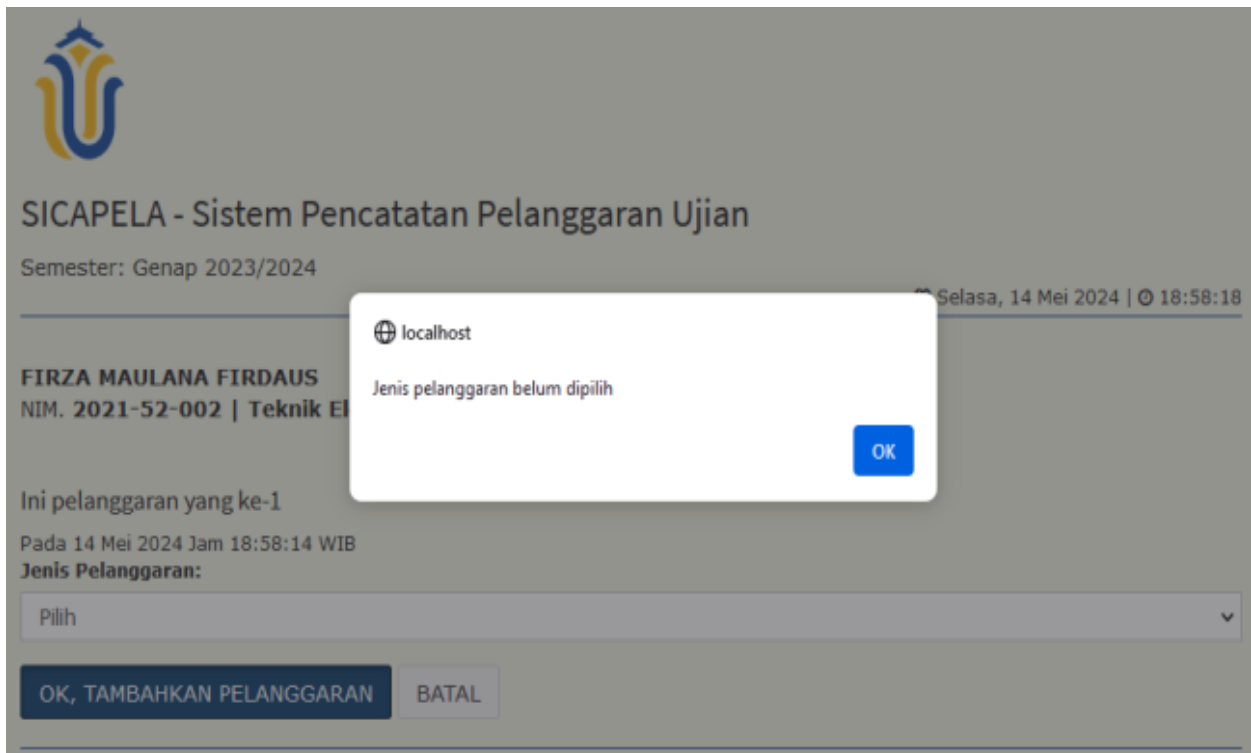 SICAPELA - Sistem Pencatatan Pelanggaran Ujian
Semester: Genap 2023/2024
Selasa, 14 Mei 2024 | 18:58:18
localhost
Jenis pelanggaran belum dipilih
OK
FIRZA MAULANA FIRDAUS
NIM. 2021-52-002 | Teknik El
Ini pelanggaran yang ke-1
Pada 14 Mei 2024 Jam 18:58:14 WIB
Jenis Pelanggaran:
Pilih
OK, TAMBAHKAN PELANGGARAN
BATAL